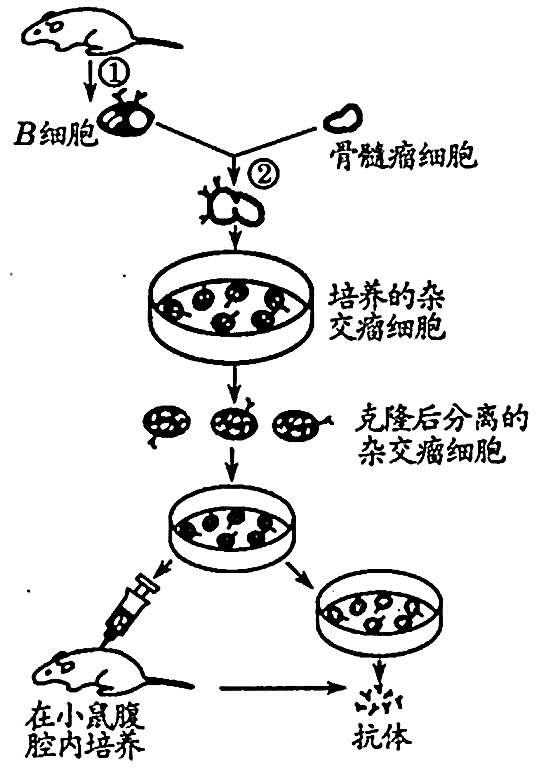 ①
B细胞
骨髓瘤细胞
②
培养的杂
交瘤细胞
克隆后分离的
杂交瘤细胞
在小鼠腹
腔内培养
抗体